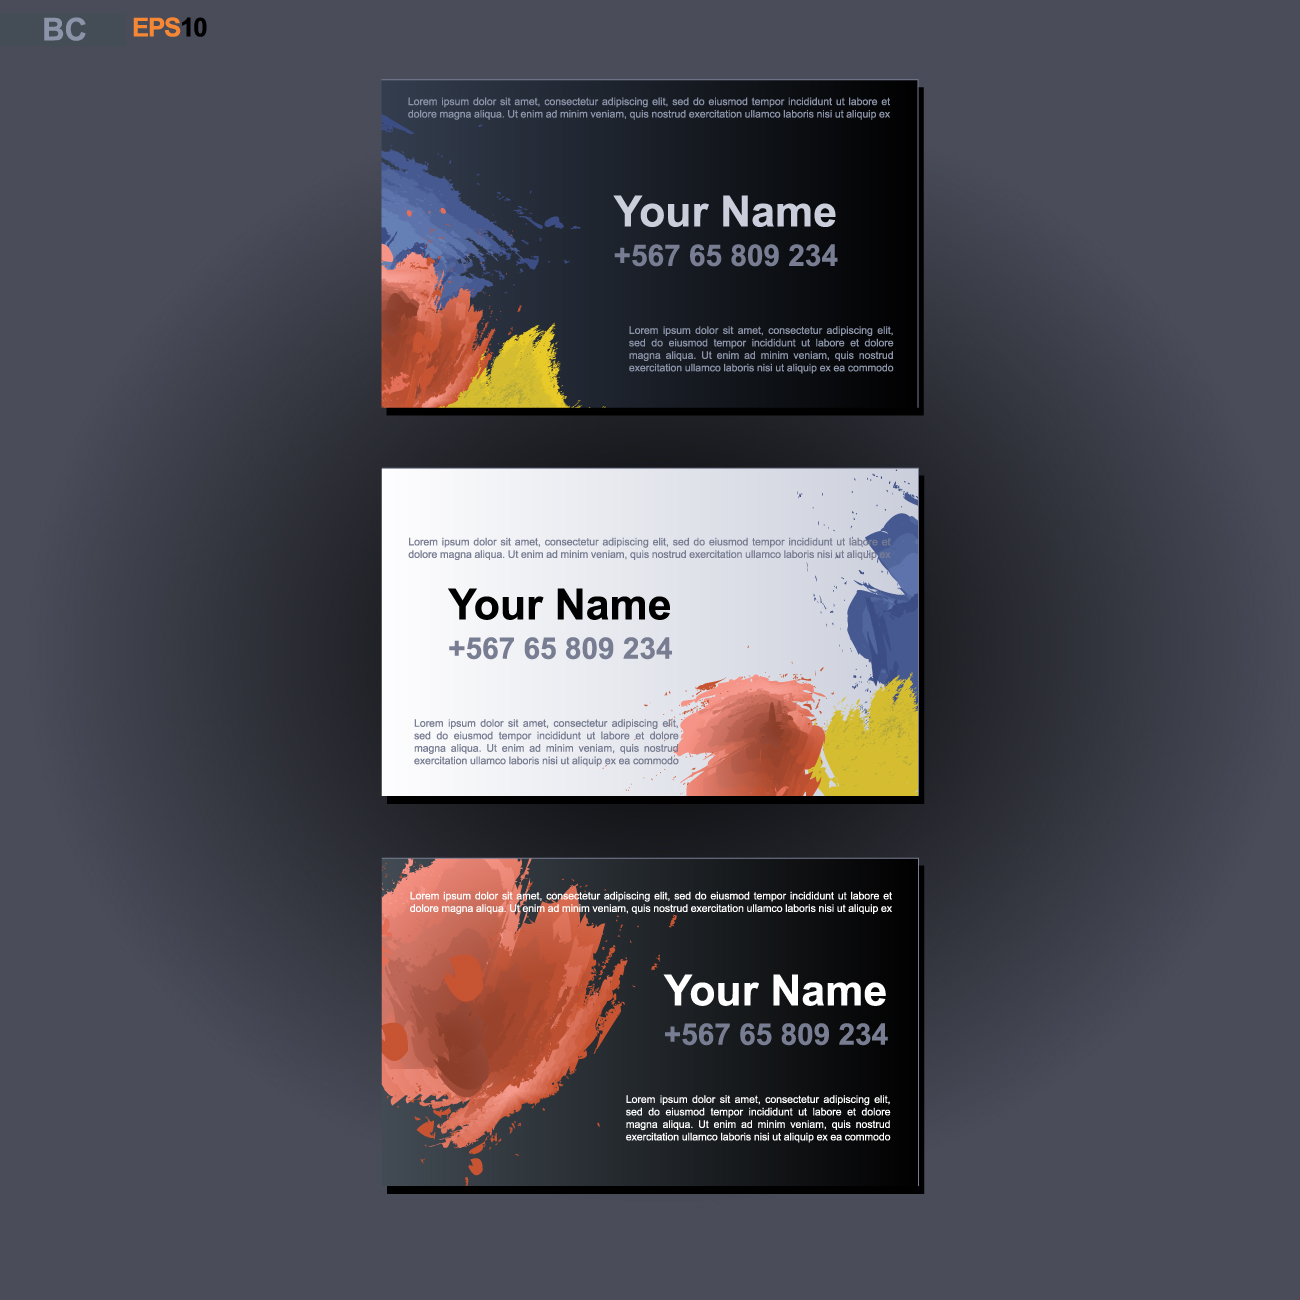 BC EPS10
Lorem ipsum dolor sit amet, consectetur adipiscing elit, sed do eiusmod tempor incididunt ut labore et
dolore magna aliqua. Ut enim ad minim veniam, quis nostrud exercitation ullamco laboris nisi ut aliquip ex
Your Name
+567 65 809 234
Lorem ipsum dolor sit amet, consectetur adipiscing elit,
sed do eiusmod tempor incididunt ut labore et dolore
magna aliqua. Ut enim ad minim veniam, quis nostrud
exercitation ullamco laboris nisi ut aliquip ex ea commodo
Lorem ipsum dolor sit amet, consectetur adipiscing elit, sed do eiusmod tempor incididunt ut labore et
dolore magna aliqua. Ut enim ad minim veniam, quis nostrud exercitation ullamco laboris nisi ut aliquip ex
Your Name
+567 65 809 234
Lorem ipsum dolor sit amet, consectetur adipiscing elit,
sed do eiusmod tempor incididunt ut labore et dolore
magna aliqua. Ut enim ad minim veniam, quis nostrud
exercitation ullamco laboris nisi ut aliquip ex ea commodo
Lorem ipsum dolor sit amet, consectetur adipiscing elit, sed do eiusmod tempor incididunt ut labore et
dolore magna aliqua. Ut enim ad minim veniam, quis nostrud exercitation ullamco laboris nisi ut aliquip ex
Your Name
+567 65 809 234
Lorem ipsum dolor sit amet, consectetur adipiscing elit,
sed do eiusmod tempor incididunt ut labore et dolore
magna aliqua. Ut enim ad minim veniam, quis nostrud
exercitation ullamco laboris nisi ut aliquip ex ea commodo